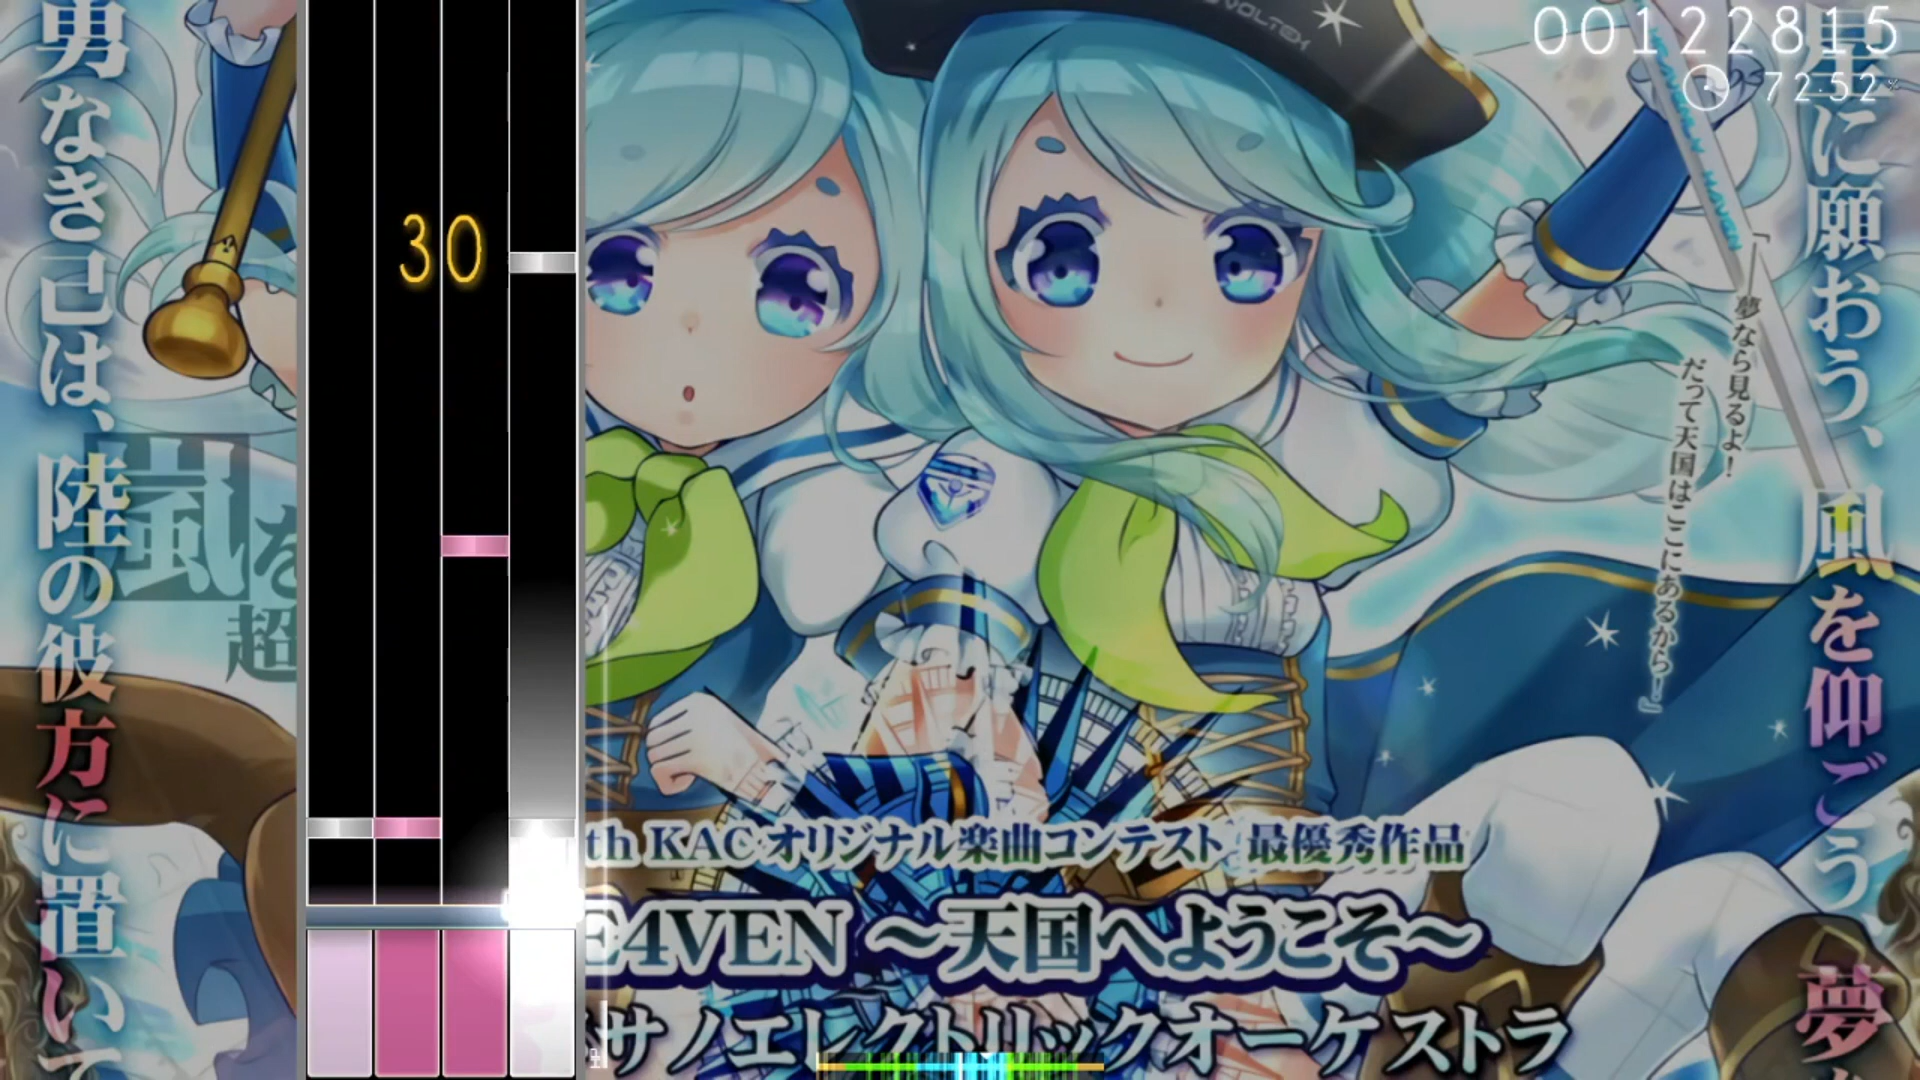 男なき己は、陸の彼方に置いて
嵐を
超
30
VOLTEX
00122815
72.52%
星に願おう、風を仰ごう、夢
「――夢なら見るよ！
だって天国はここにあるから！」
th KACオリジナル楽曲コンテスト 最優秀作品
E4VEN ～天国へようこそ～
サノエレクトリックオーケストラ